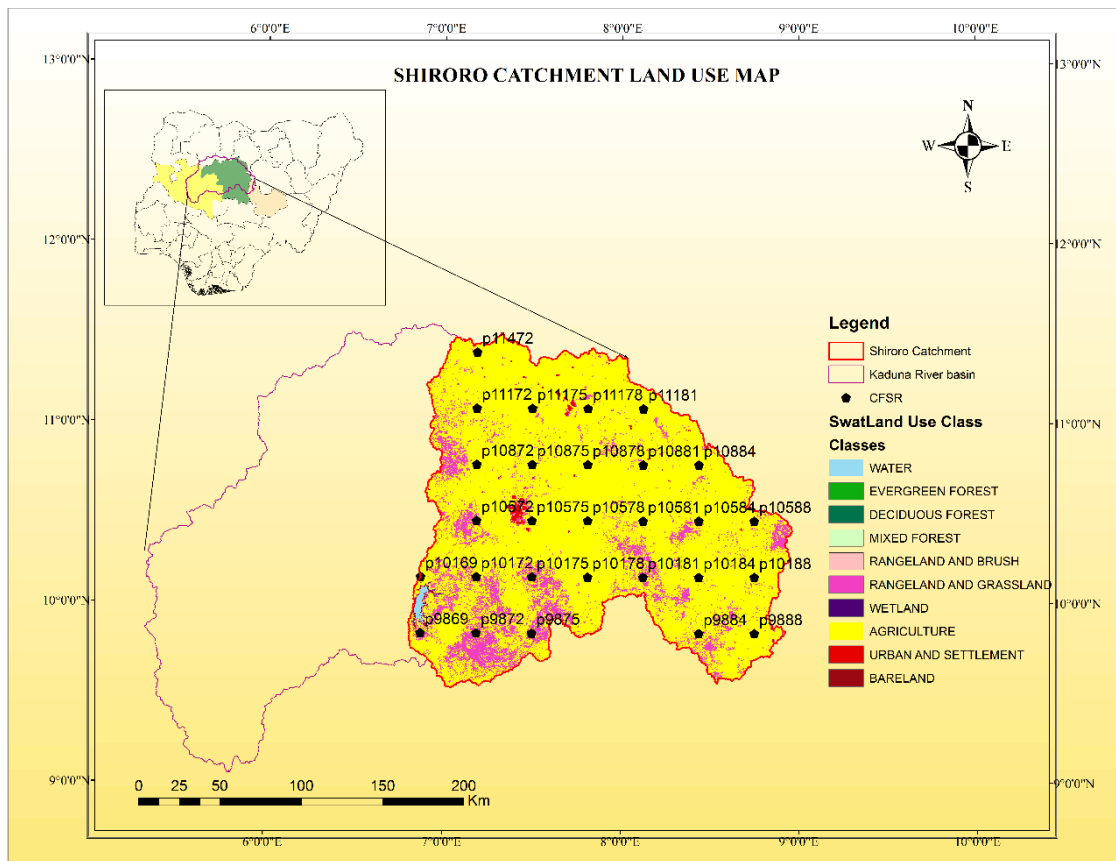 6°0'0"E 7°0'0"E 8°0'0"E 9°0'0"E 10°0'0"E
13°0'0"N 13°0'0"N
SHIRORO CATCHMENT LAND USE MAP
N
W E
S
12°0'0"N 12°0'0"N
Legend
Shiroro Catchment
Kaduna River basin
CFSR
SwatLand Use Class
Classes
WATER
EVERGREEN FOREST
DECIDUOUS FOREST
MIXED FOREST
RANGELAND AND BRUSH
RANGELAND AND GRASSLAND
WETLAND
AGRICULTURE
URBAN AND SETTLEMENT
BARELAND
p11472
p11172 p11175 p11178 p11181
11°0'0"N 11°0'0"N
p10872 p10875 p10878 p10881 p10884
p10572 p10575 p10578 p10581 p10584 p10588
p10169 p10172 p10175 p10178 p10181 p10184 p10188
10°0'0"N 10°0'0"N
p9869 p9872 p9875 p9884 p9888
9°0'0"N 9°0'0"N
0 25 50 100 150 200
Km
6°0'0"E 7°0'0"E 8°0'0"E 9°0'0"E 10°0'0"E